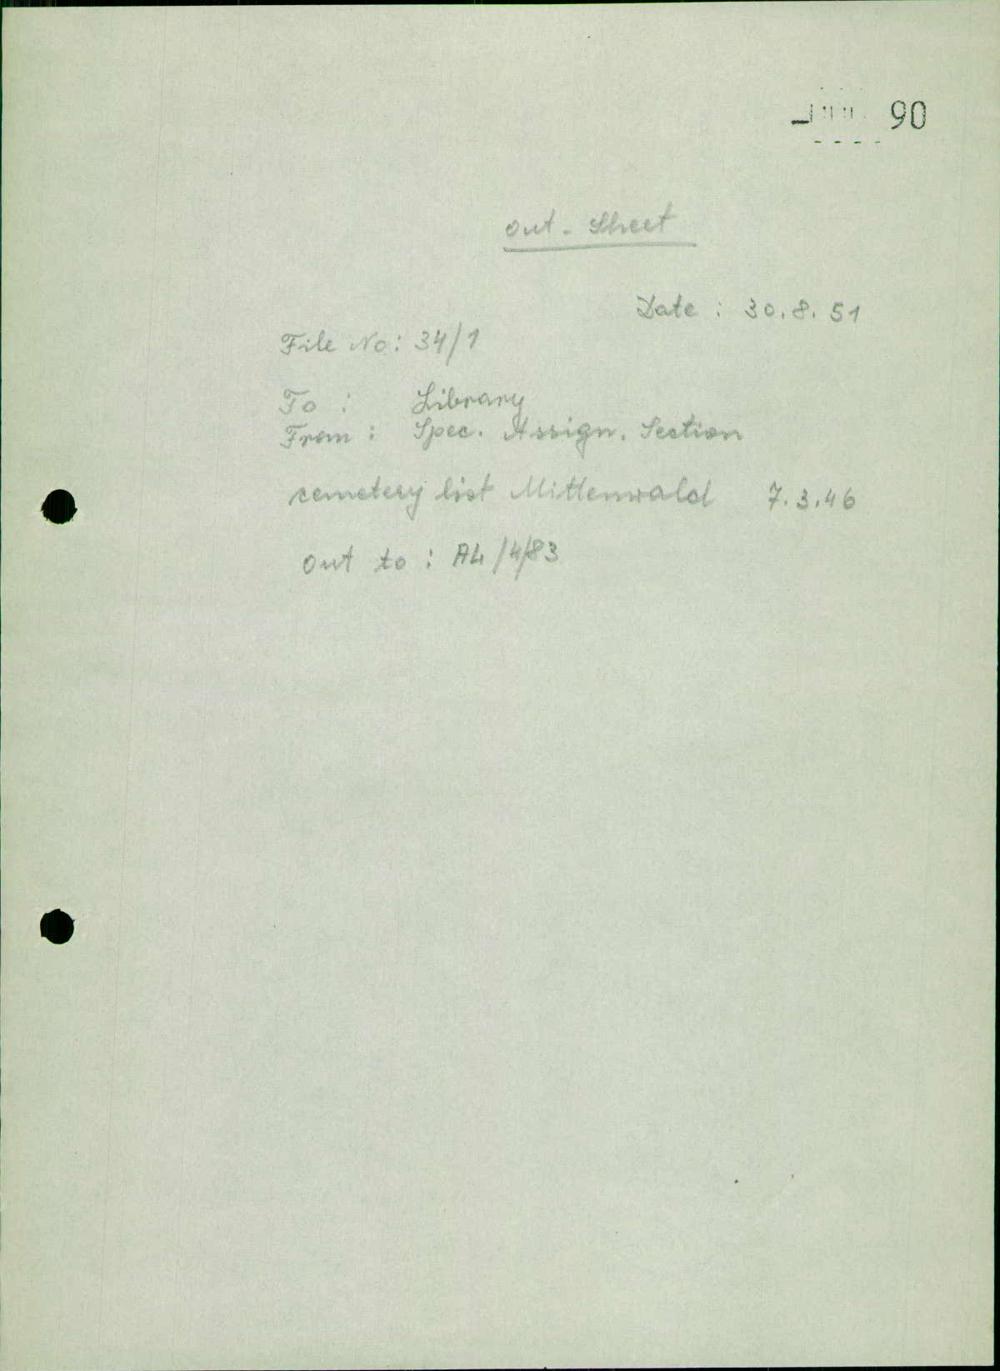 90
out - Sheet
Date : 30.8.51
File No: 34/1
To : Library
From : Spec. Assign. Section
cemetery list Mittenwald 7.3.46
out to : A4/4/83